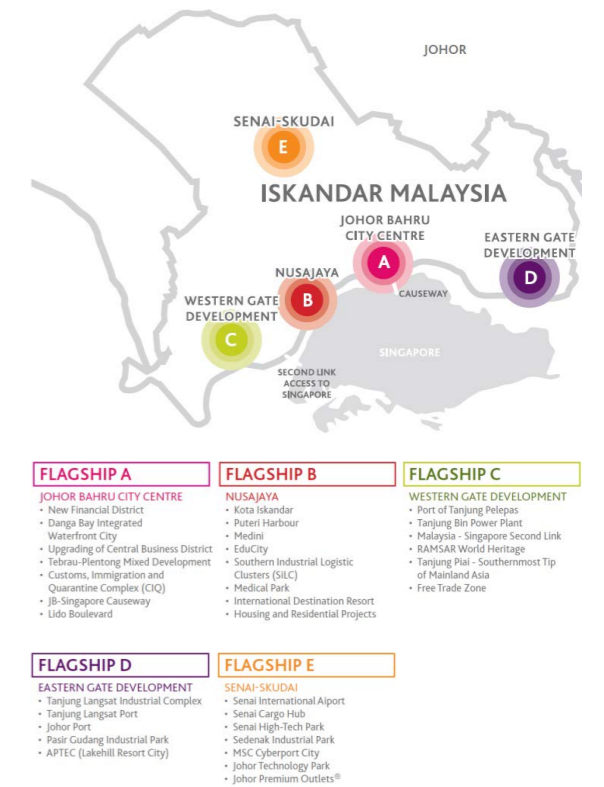 JOHOR
SENAI-SKUDAI
E
ISKANDAR MALAYSIA
JOHOR BAHRU
CITY CENTRE
A
EASTERN GATE
DEVELOPMENT
D
NUSAJAYA
B
CAUSEWAY
WESTERN GATE
DEVELOPMENT
C
SINGAPORE
SECOND LINK
ACCESS TO
SINGAPORE
FLAGSHIP A
JOHOR BAHRU CITY CENTRE
• New Financial District
• Danga Bay Integrated
Waterfront City
• Upgrading of Central Business District
• Tebrau-Plentong Mixed Development
• Customs, Immigration and
Quarantine Complex (CIQ)
• JB-Singapore Causeway
• Lido Boulevard
FLAGSHIP B
NUSAJAYA
• Kota Iskandar
• Puteri Harbour
• Medini
• EduCity
• Southern Industrial Logistic
Clusters (SiLC)
• Medical Park
• International Destination Resort
• Housing and Residential Projects
FLAGSHIP C
WESTERN GATE DEVELOPMENT
• Port of Tanjung Pelepas
• Tanjung Bin Power Plant
• Malaysia - Singapore Second Link
• RAMSAR World Heritage
• Tanjung Piai - Southernmost Tip
of Mainland Asia
• Free Trade Zone
FLAGSHIP D
EASTERN GATE DEVELOPMENT
• Tanjung Langsat Industrial Complex
• Tanjung Langsat Port
• Johor Port
• Pasir Gudang Industrial Park
• APTEC (Lakehill Resort City)
FLAGSHIP E
SENAI-SKUDAI
• Senai International Aiport
• Senai Cargo Hub
• Senai High-Tech Park
• Sedenak Industrial Park
• MSC Cyberport City
• Johor Technology Park
• Johor Premium Outlets®